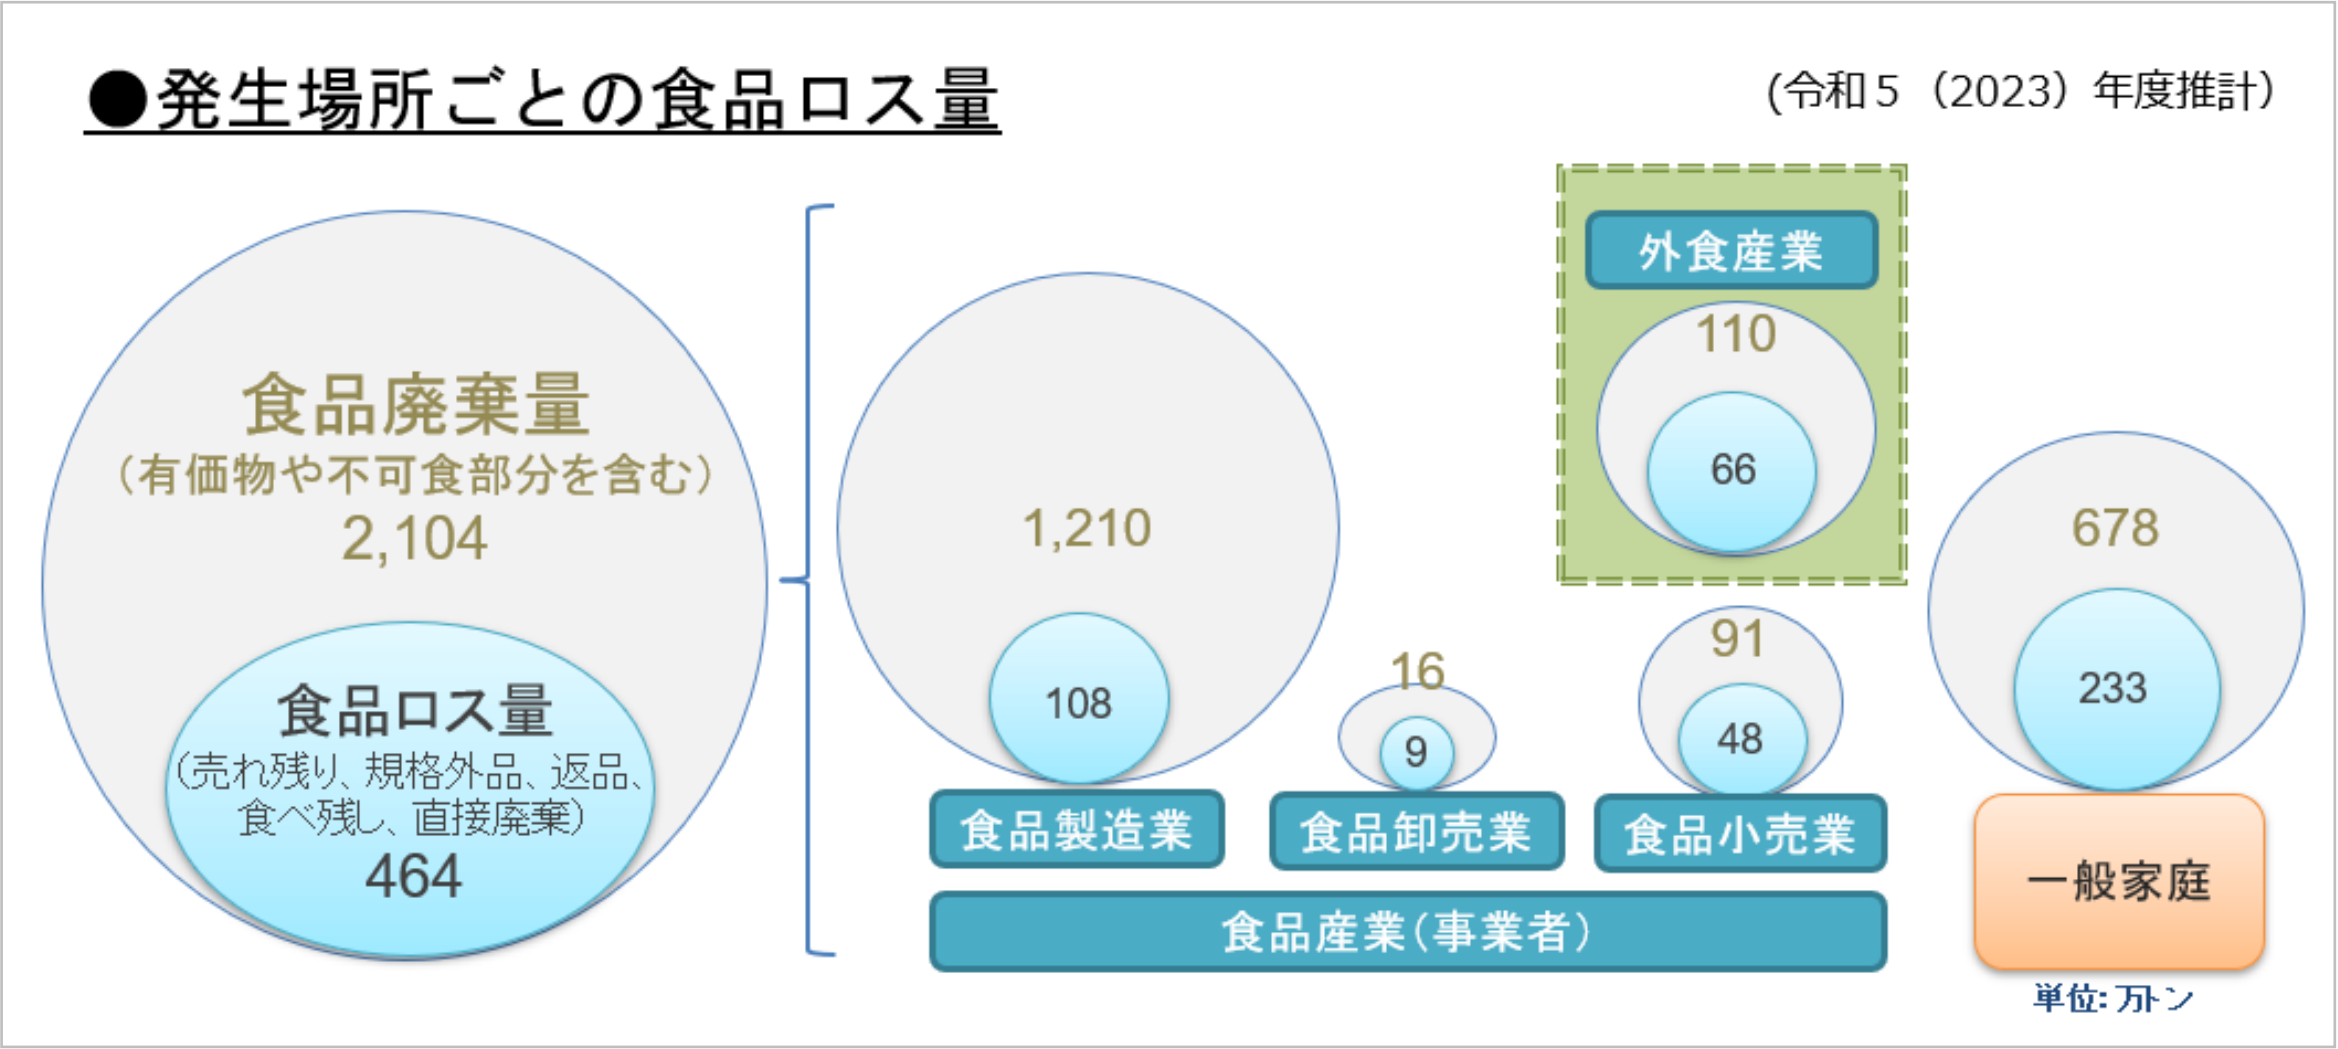 ●発生場所ごとの食品ロス量
(令和５（2023）年度推計）
食品廃棄量
（有価物や不可食部分を含む）
2,104
食品ロス量
（売れ残り、規格外品、返品、
食べ残し、直接廃棄）
464
1,210
108
食品製造業
16
9
食品卸売業
外食産業
110
66
91
48
食品小売業
食品産業（事業者）
678
233
一般家庭
単位：万トン